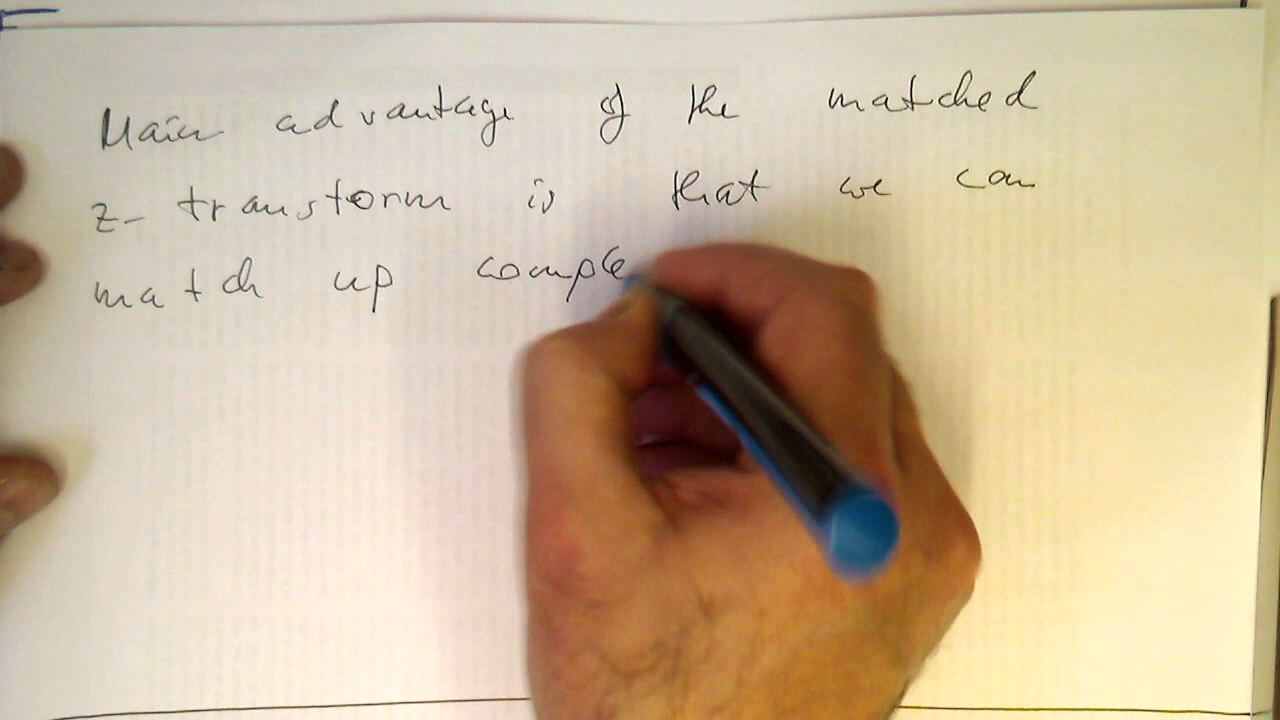 Main advantage of the matched
z-transform is that we can
match up comple